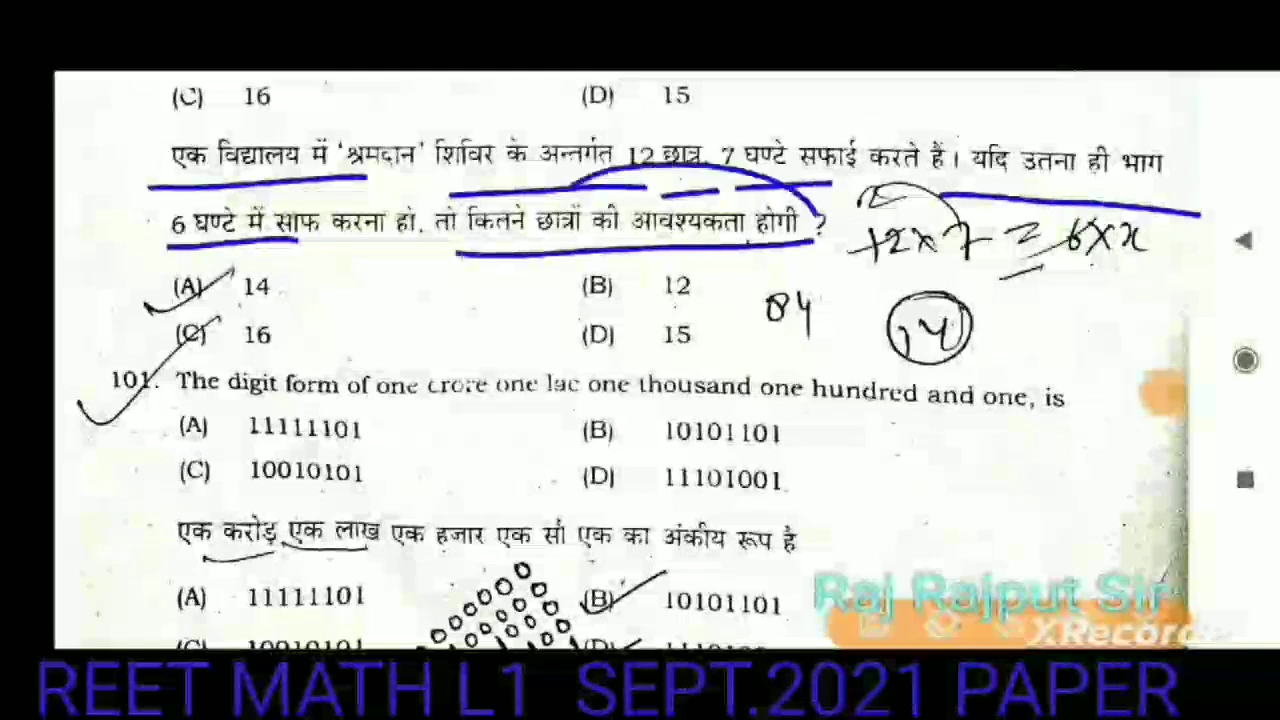 (C) 16 (D) 15
एक विद्यालय में 'श्रमदान' शिविर के अन्तर्गत 12 छात्र, 7 घण्टे सफाई करते हैं। यदि उतना ही भाग
6 घण्टे में साफ करना हो, तो कितने छात्रों की आवश्यकता होगी ?
12 x 7 = 6 x x
(A) 14 (B) 12
84 14
(C) 16 (D) 15
101. The digit form of one crore one lac one thousand one hundred and one, is
(A) 11111101 (B) 10101101
(C) 10010101 (D) 11101001
एक करोड़ एक लाख एक हजार एक सौ एक का अंकीय रूप है
(A) 11111101 (B) 10101101
Raj Rajput Sir
(C) 10010101 (D)
XRecorder
REET MATH L1 SEPT.2021 PAPER